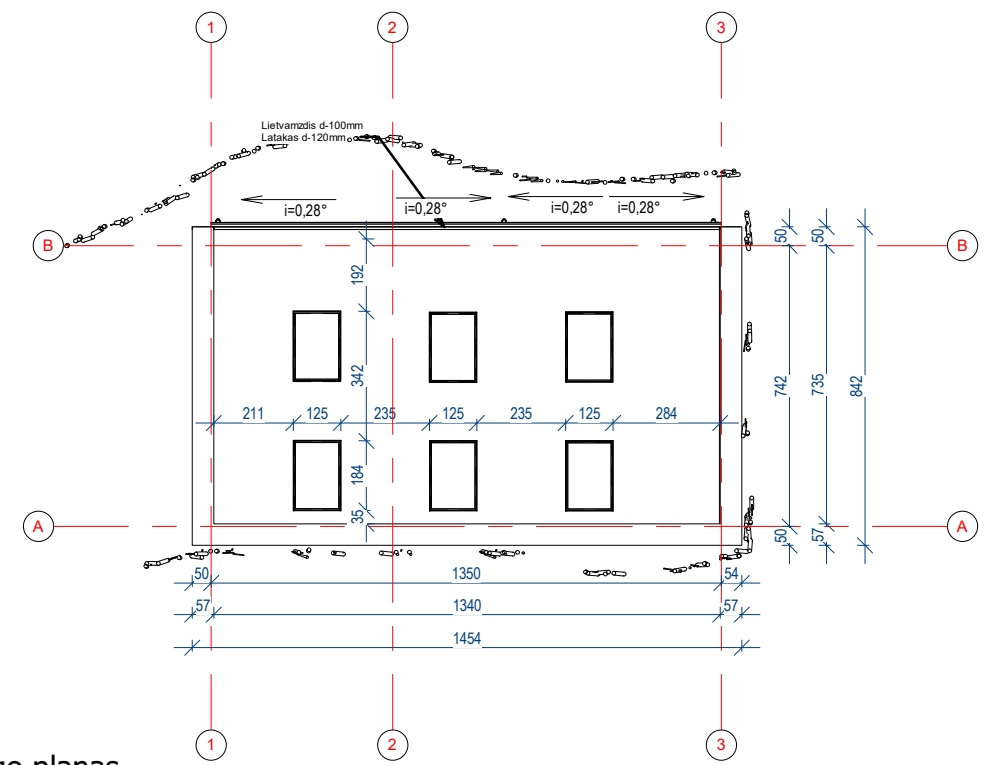 1 2 3
Lietvamzdis d-100mm
Latakas d-120mm
i=0,28° i=0,28° i=0,28° i=0,28°
B B
50 50
192
342
742 735 842
211 125 235 125 235 125 284
184
35
A A
50 57
50 1350 54
57 1340 57
1454
1 2 3
planas